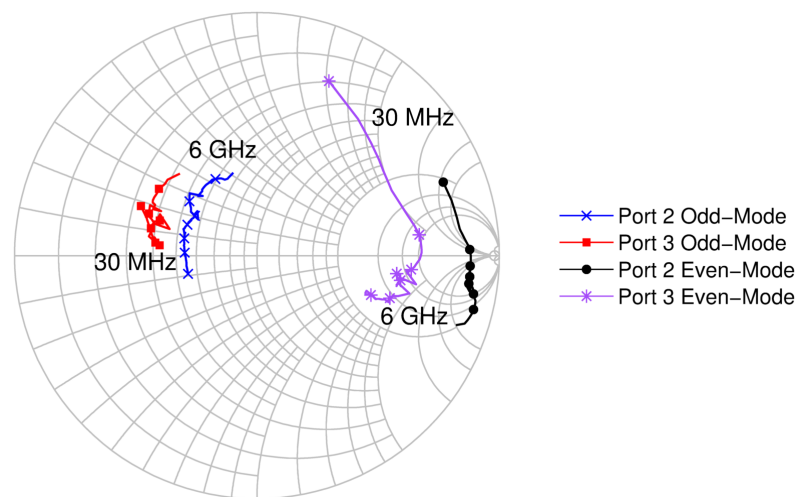 30 MHz
6 GHz
30 MHz
6 GHz
Port 2 Odd−Mode
Port 3 Odd−Mode
Port 2 Even−Mode
Port 3 Even−Mode